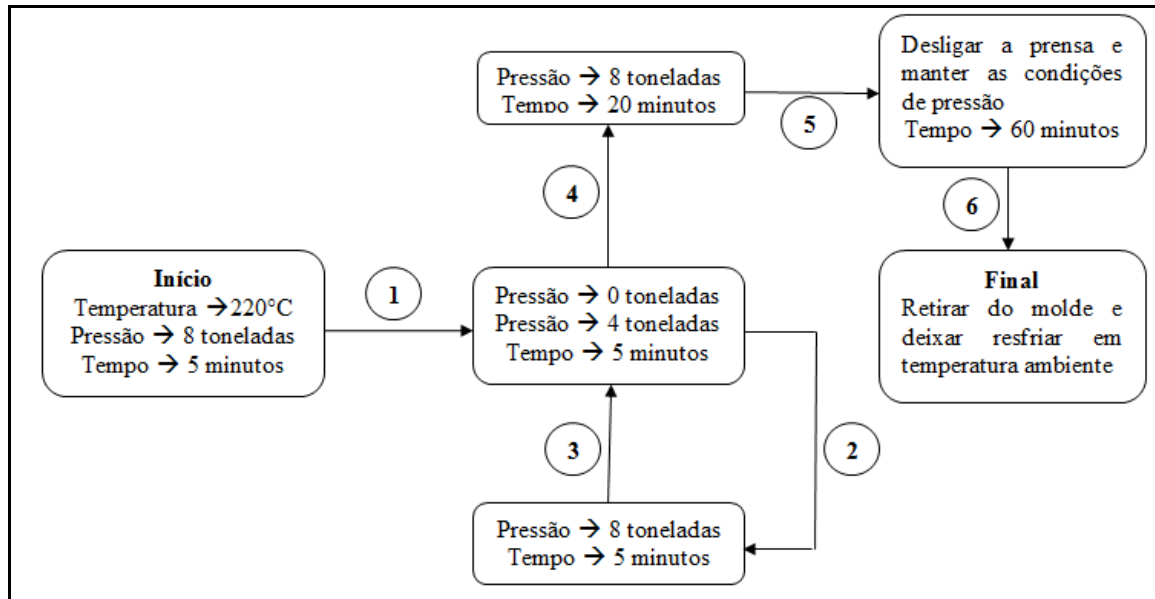 Início
Temperatura →220°C
Pressão → 8 toneladas
Tempo → 5 minutos
1
Pressão → 0 toneladas
Pressão → 4 toneladas
Tempo → 5 minutos
2
Pressão → 8 toneladas
Tempo → 5 minutos
3
4
Pressão → 8 toneladas
Tempo → 20 minutos
5
Desligar a prensa e
manter as condições
de pressão
Tempo → 60 minutos
6
Final
Retirar do molde e
deixar resfriar em
temperatura ambiente